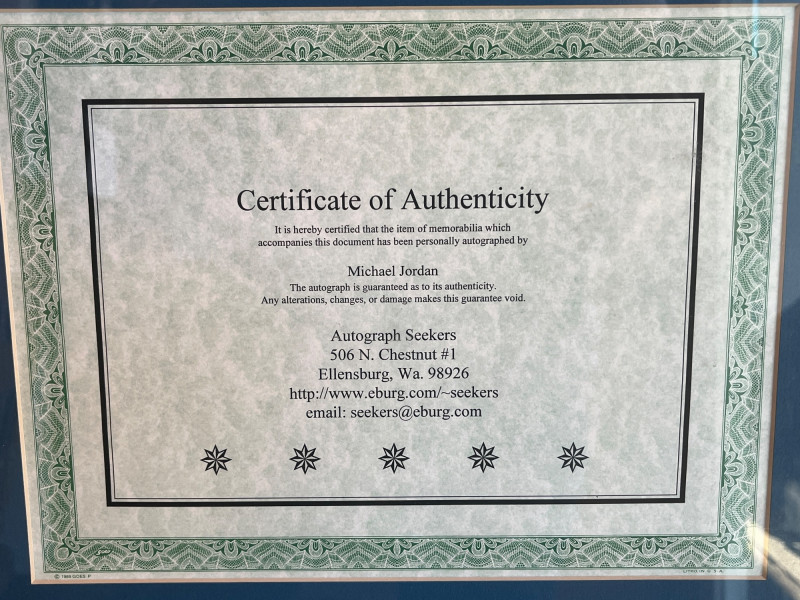 Certificate of Authenticity
It is hereby certified that the item of memorabilia which
accompanies this document has been personally autographed by
Michael Jordan
The autograph is guaranteed as to its authenticity.
Any alterations, changes, or damage makes this guarantee void.
Autograph Seekers
506 N. Chestnut #1
Ellensburg, Wa. 98926
http://www.eburg.com/~seekers
email: seekers@eburg.com
LITHO IN U.S.A.